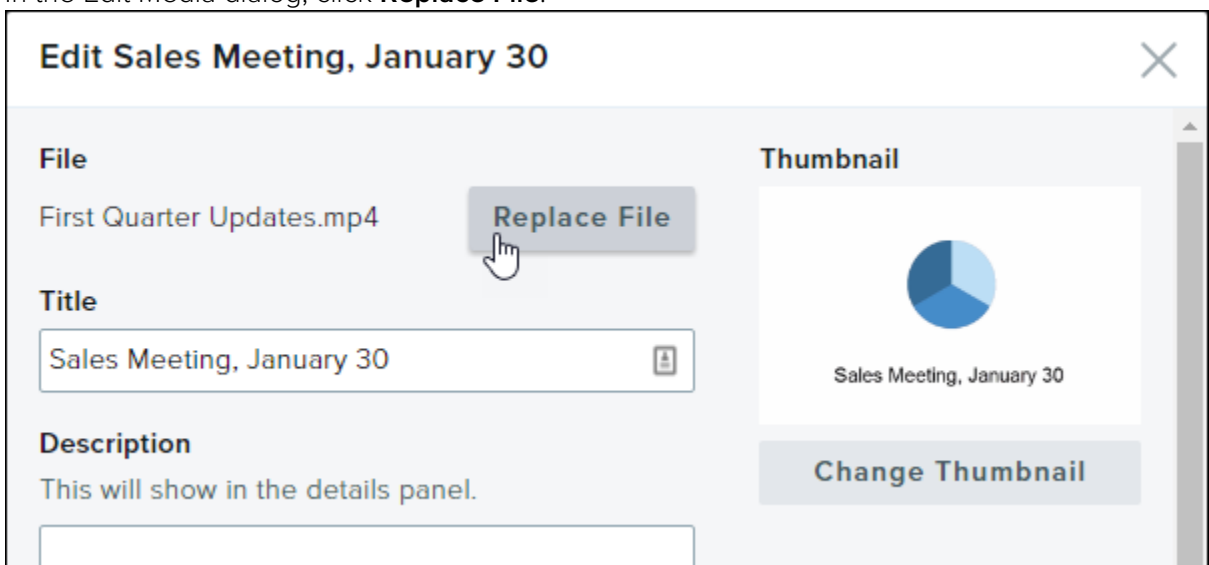 In the Edit Media dialog, click Replace File.
Edit Sales Meeting, January 30
File
First Quarter Updates.mp4
Replace File
Title
Sales Meeting, January 30
Description
This will show in the details panel.
Thumbnail
Sales Meeting, January 30
Change Thumbnail